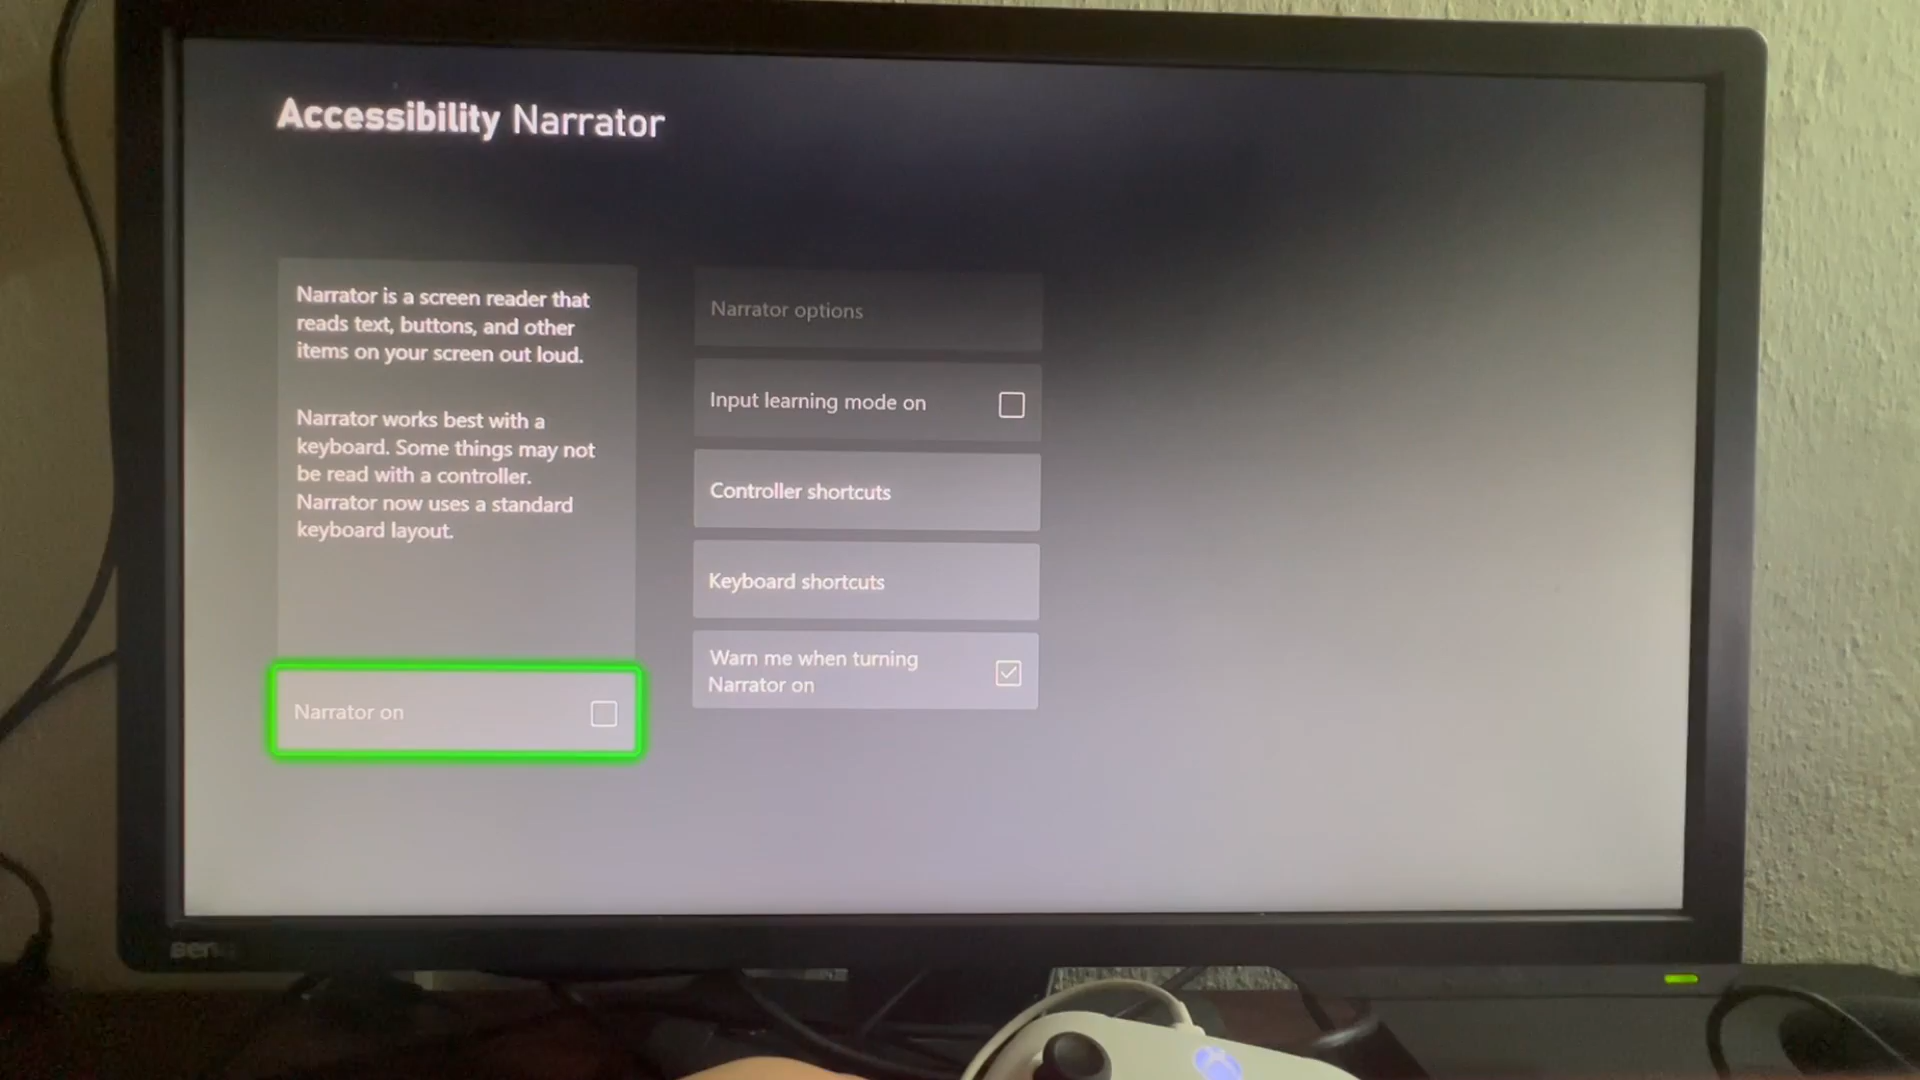 Accessibility Narrator
Narrator is a screen reader that
reads text, buttons, and other
items on your screen out loud.
Narrator works best with a
keyboard. Some things may not
be read with a controller.
Narrator now uses a standard
keyboard layout.
Narrator on
Narrator options
Input learning mode on
Controller shortcuts
Keyboard shortcuts
Warn me when turning
Narrator on